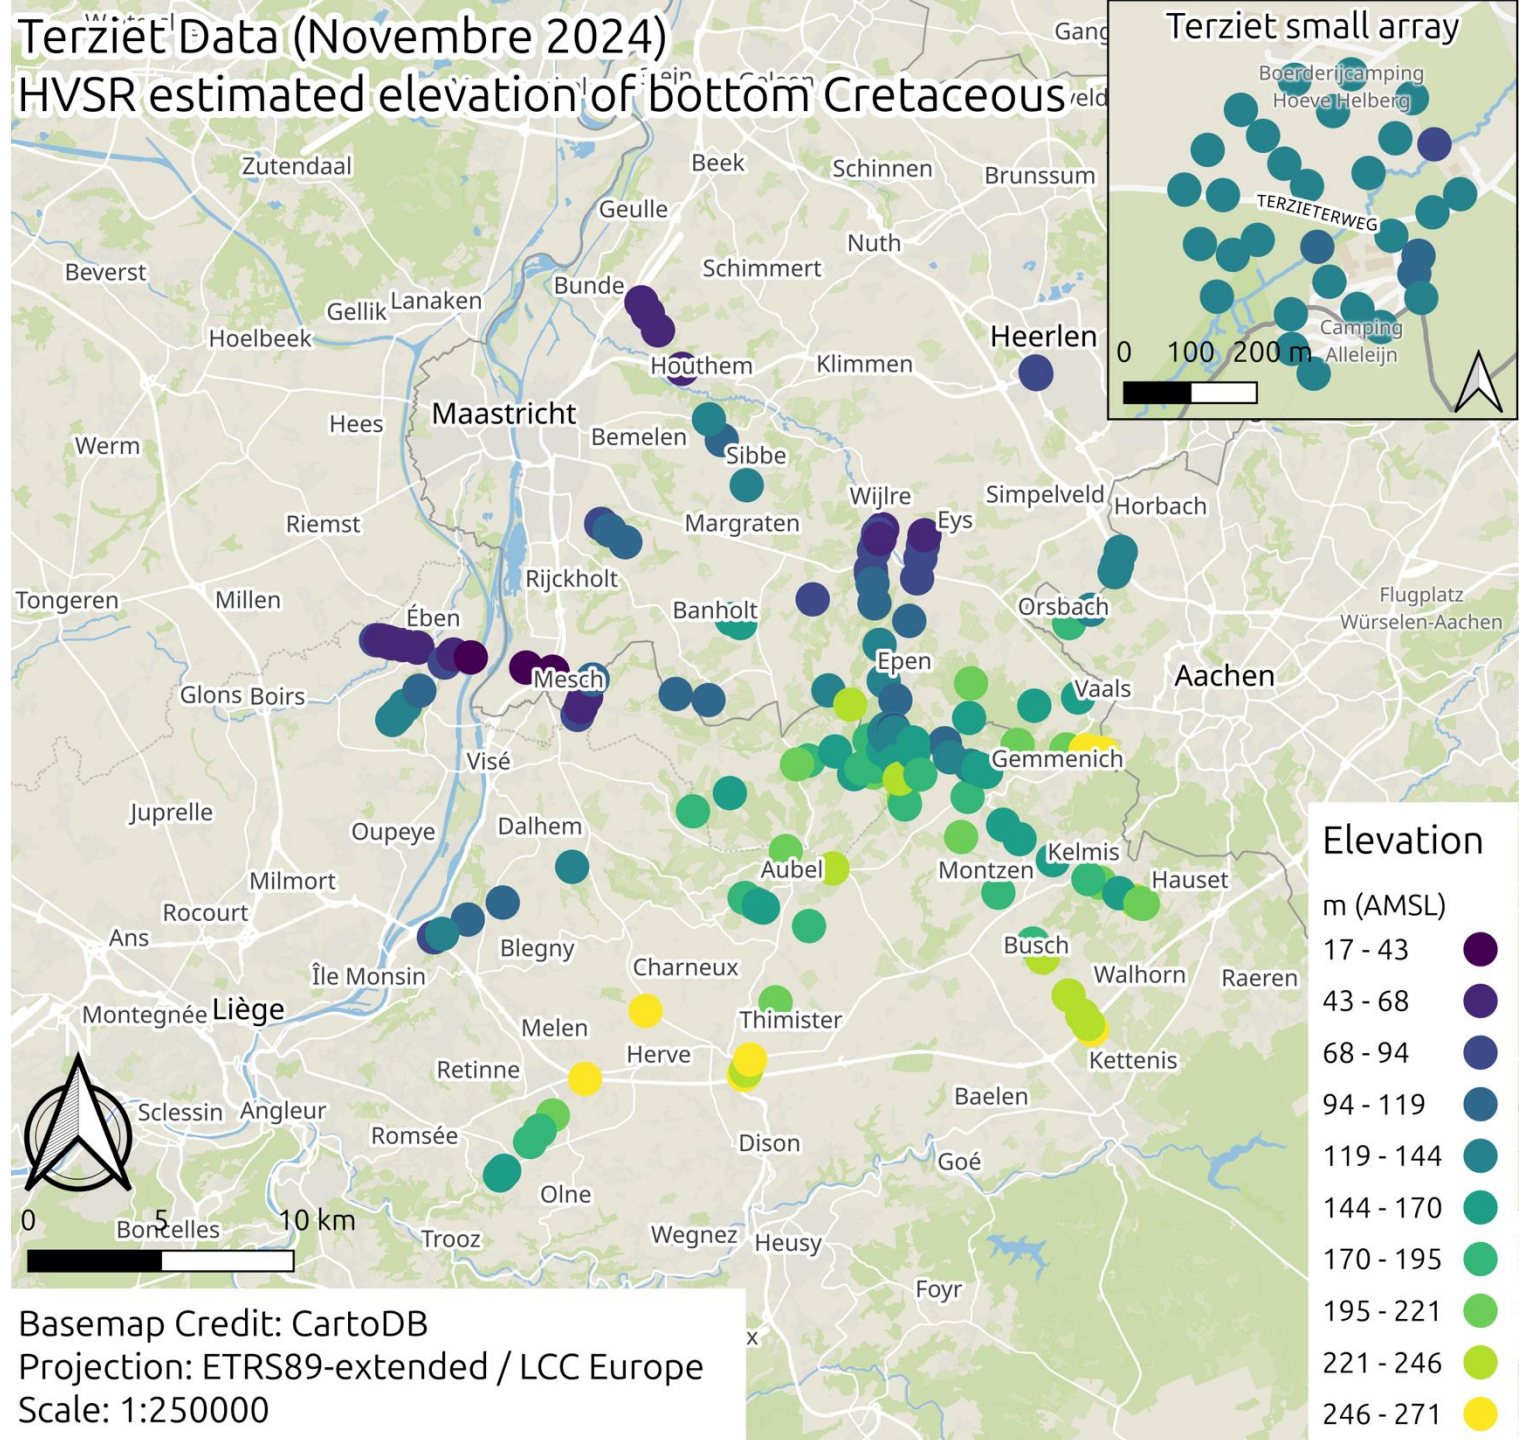 Terziet Data (Novembre 2024)
HVSR estimated elevation of bottom Cretaceous
Terziet small array
Boerderijcamping
Hoeve Helberg
TERZIETERWEG
Camping
Alleleijn
0 100 200 m
Zutendaal
Beek
Schinnen
Brunssum
Geulle
Nuth
Beverst
Schimmert
Bunde
Gellik
Lanaken
Hoelbeek
Heerlen
Houthem
Klimmen
Maastricht
Hees
Bemelen
Werm
Sibbe
Wijlre
Simpelveld
Horbach
Riemst
Margraten
Eys
Rijckholt
Tongeren
Millen
Ében
Banholt
Orsbach
Flugplatz
Würselen-Aachen
Epen
Aachen
Glons
Boirs
Mesch
Vaals
Visé
Gemmenich
Juprelle
Oupeye
Dalhem
Aubel
Montzen
Kelmis
Hauset
Milmort
Rocourt
Ans
Blegny
Busch
Île Monsin
Charneux
Walhorn
Raeren
Montegnée
Liège
Melen
Thimister
Retinne
Herve
Kettenis
Sclessin
Angleur
Baelen
Romsée
Dison
Goé
Olne
Boncelles
Trooz
Wegnez
Heusy
Foyr
0 5 10 km
Elevation
m (AMSL)
17 - 43
43 - 68
68 - 94
94 - 119
119 - 144
144 - 170
170 - 195
195 - 221
221 - 246
246 - 271
Basemap Credit: CartoDB
Projection: ETRS89-extended / LCC Europe
Scale: 1:250000